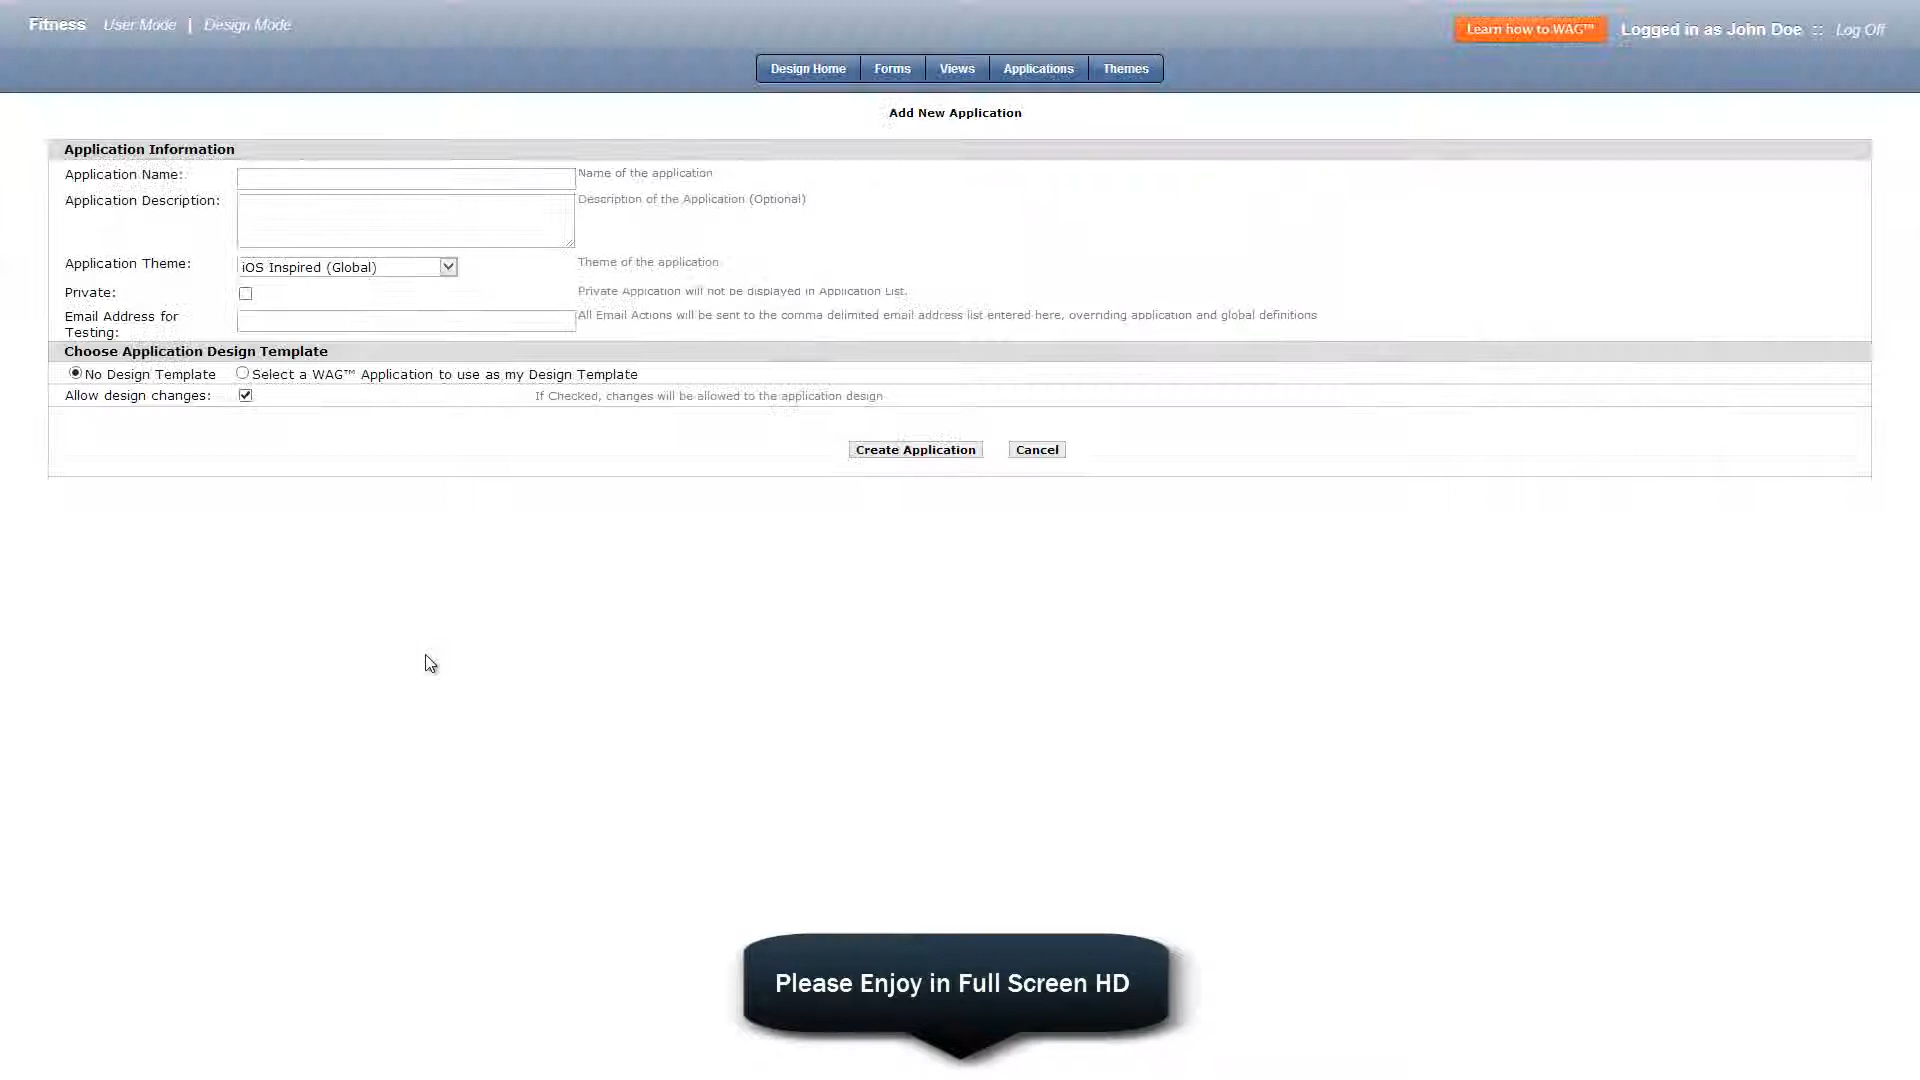 Fitness User Mode | Design Mode
Learn how to WAG™ Logged in as John Doe :: Log Off
Design Home Forms Views Applications Themes
Add New Application
Application Information
Application Name: Name of the application
Application Description: Description of the Application (Optional)
Application Theme: iOS Inspired (Global) Theme of the application
Private: Private Application will not be displayed in Application List.
Email Address for Testing: All Email Actions will be sent to the comma delimited email address list entered here, overriding application and global definitions
Choose Application Design Template
No Design Template Select a WAG™ Application to use as my Design Template
Allow design changes: If Checked, changes will be allowed to the application design
Create Application Cancel
Please Enjoy in Full Screen HD